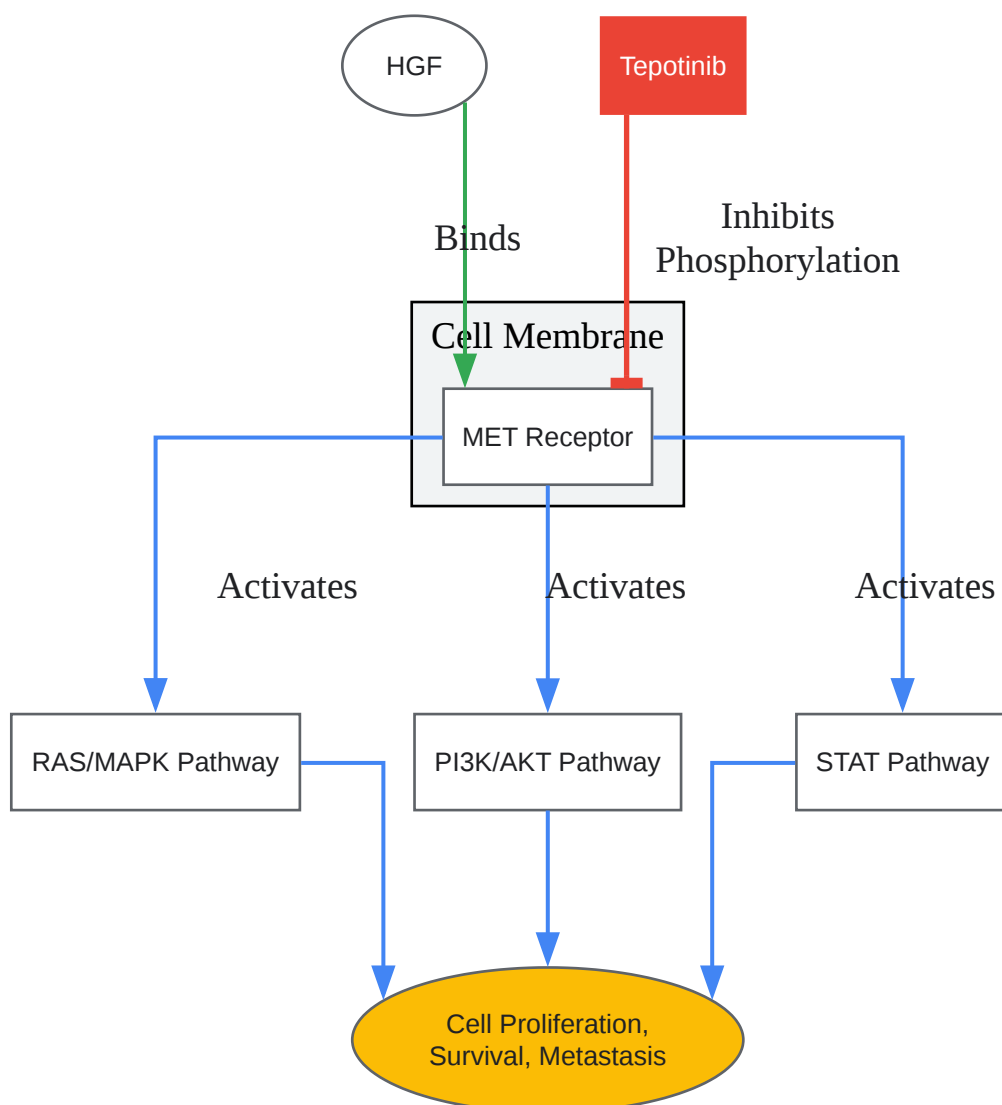 HGF
Tepotinib
Binds
Inhibits
Phosphorylation
Cell Membrane
MET Receptor
Activates
Activates
Activates
RAS/MAPK Pathway
PI3K/AKT Pathway
STAT Pathway
Cell Proliferation,
Survival, Metastasis